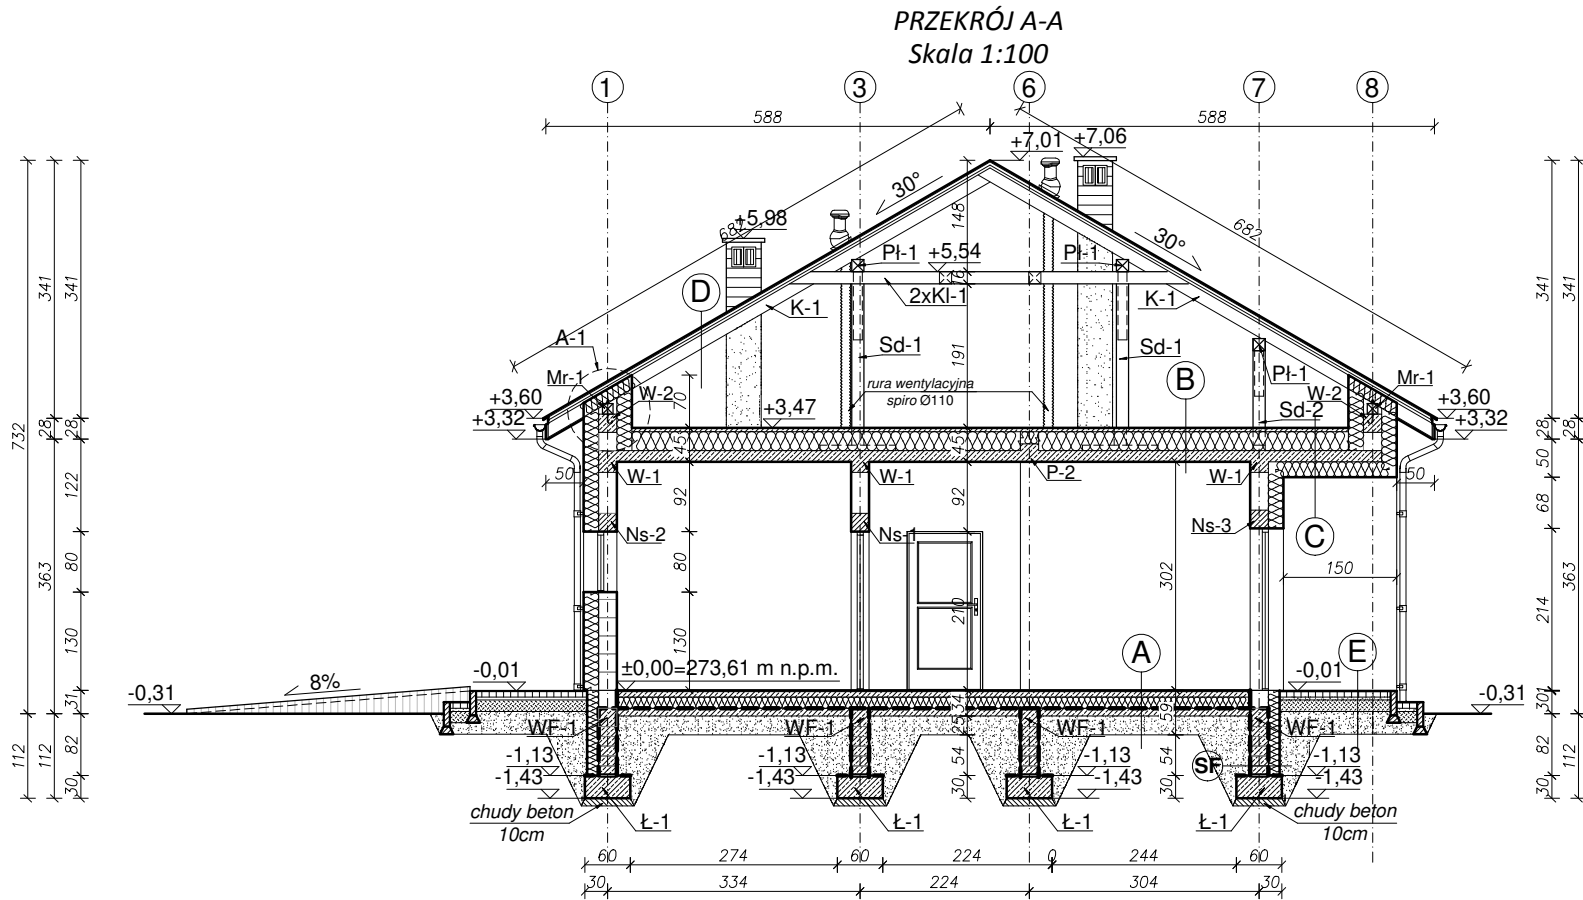 PRZEKRÓJ A-A
Skala 1:100
1
3
6
7
8
588
588
+7,01
+7,06
30°
148
682
682
+5,98
30°
Pł-1
+5,54
Pł-1
16
341
341
341
341
D
K-1
2xKl-1
K-1
A-1
Sd-1
191
Sd-1
Mr-1
rura wentylacyjna
spiro Ø110
B
Pł-1
Mr-1
+3,60
W-2
70
+3,47
W-2
Sd-2
+3,60
+3,32
+3,32
28
28
28
28
732
45
45
50
50
W-1
W-1
P-2
W-1
50
122
92
92
68
Ns-2
Ns-1
Ns-3
C
363
80
80
302
150
363
210
214
130
130
A
E
-0,01
±0,00=273,61 m n.p.m.
-0,01
-0,31
8%
-0,31
31
34
59
30
WF-1
WF-1
WF-1
112
112
82
54
54
82
112
-1,13
-1,13
-1,13
SF
-1,13
-1,43
-1,43
-1,43
-1,43
30
30
30
30
chudy beton
10cm
Ł-1
Ł-1
Ł-1
Ł-1
chudy beton
10cm
60
274
60
224
0
244
60
30
334
224
304
30